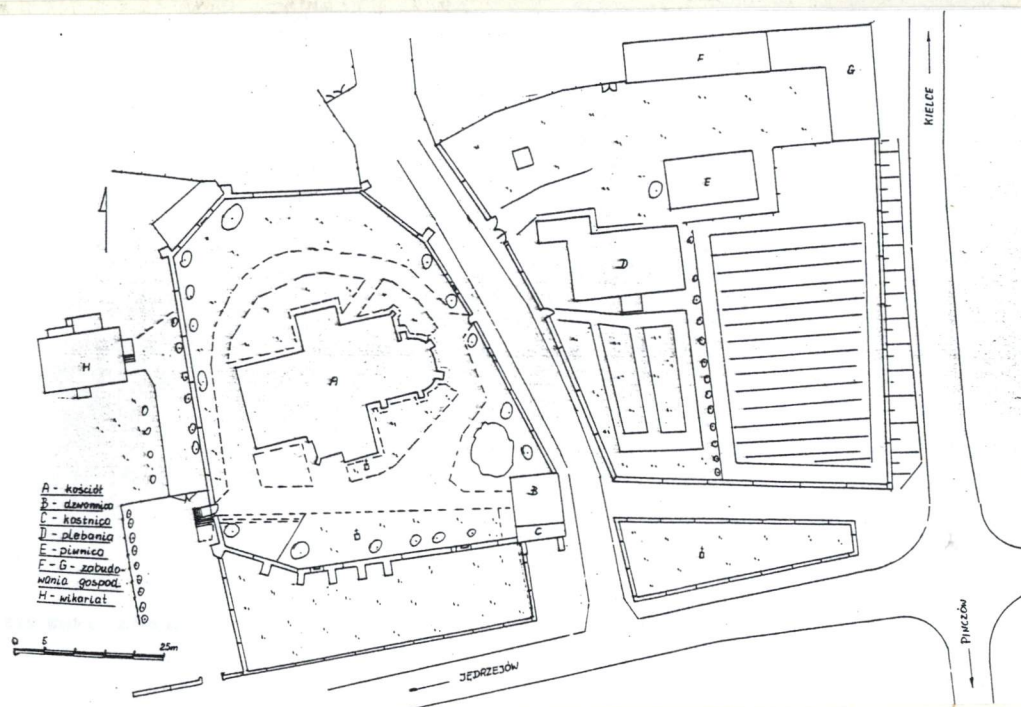 F
G
KIELCE
E
D
H
A
B
C
A - kościół
B - dzwonnica
C - kostnica
D - plebania
E - piwnica
F - G - zabudo-
wania gospod.
H - wikariat
0 5 25m
JĘDRZEJÓW
PIŃCZÓW